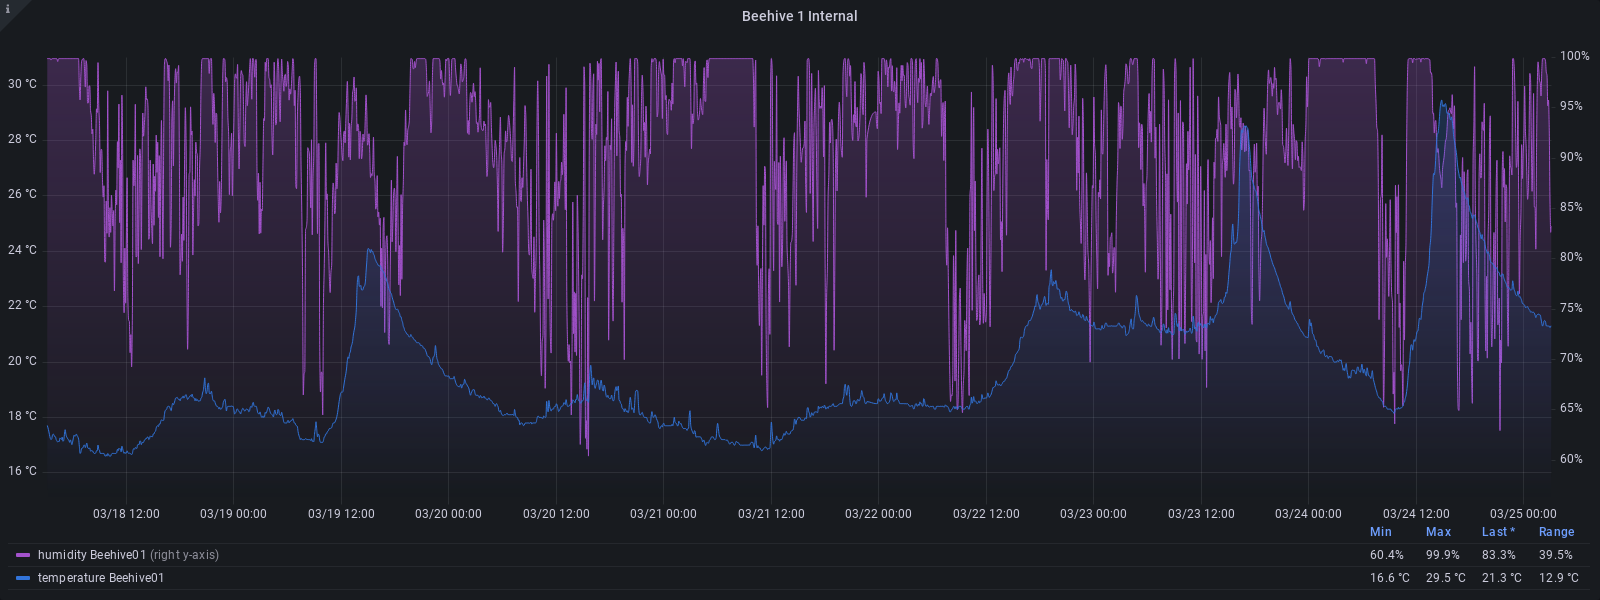 i
Beehive 1 Internal
30 °C
28 °C
26 °C
24 °C
22 °C
20 °C
18 °C
16 °C
100%
95%
90%
85%
80%
75%
70%
65%
60%
03/18 12:00 03/19 00:00 03/19 12:00 03/20 00:00 03/20 12:00 03/21 00:00 03/21 12:00 03/22 00:00 03/22 12:00 03/23 00:00 03/23 12:00 03/24 00:00 03/24 12:00 03/25 00:00
Min Max Last * Range
humidity Beehive01 (right y-axis) 60.4% 99.9% 83.3% 39.5%
temperature Beehive01 16.6 °C 29.5 °C 21.3 °C 12.9 °C